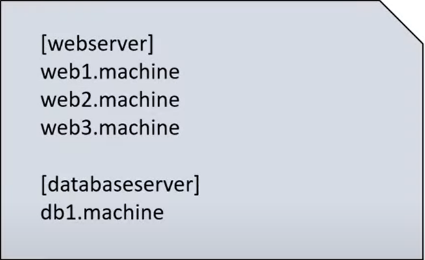 [webserver]
web1.machine
web2.machine
web3.machine
[databaseserver]
db1.machine